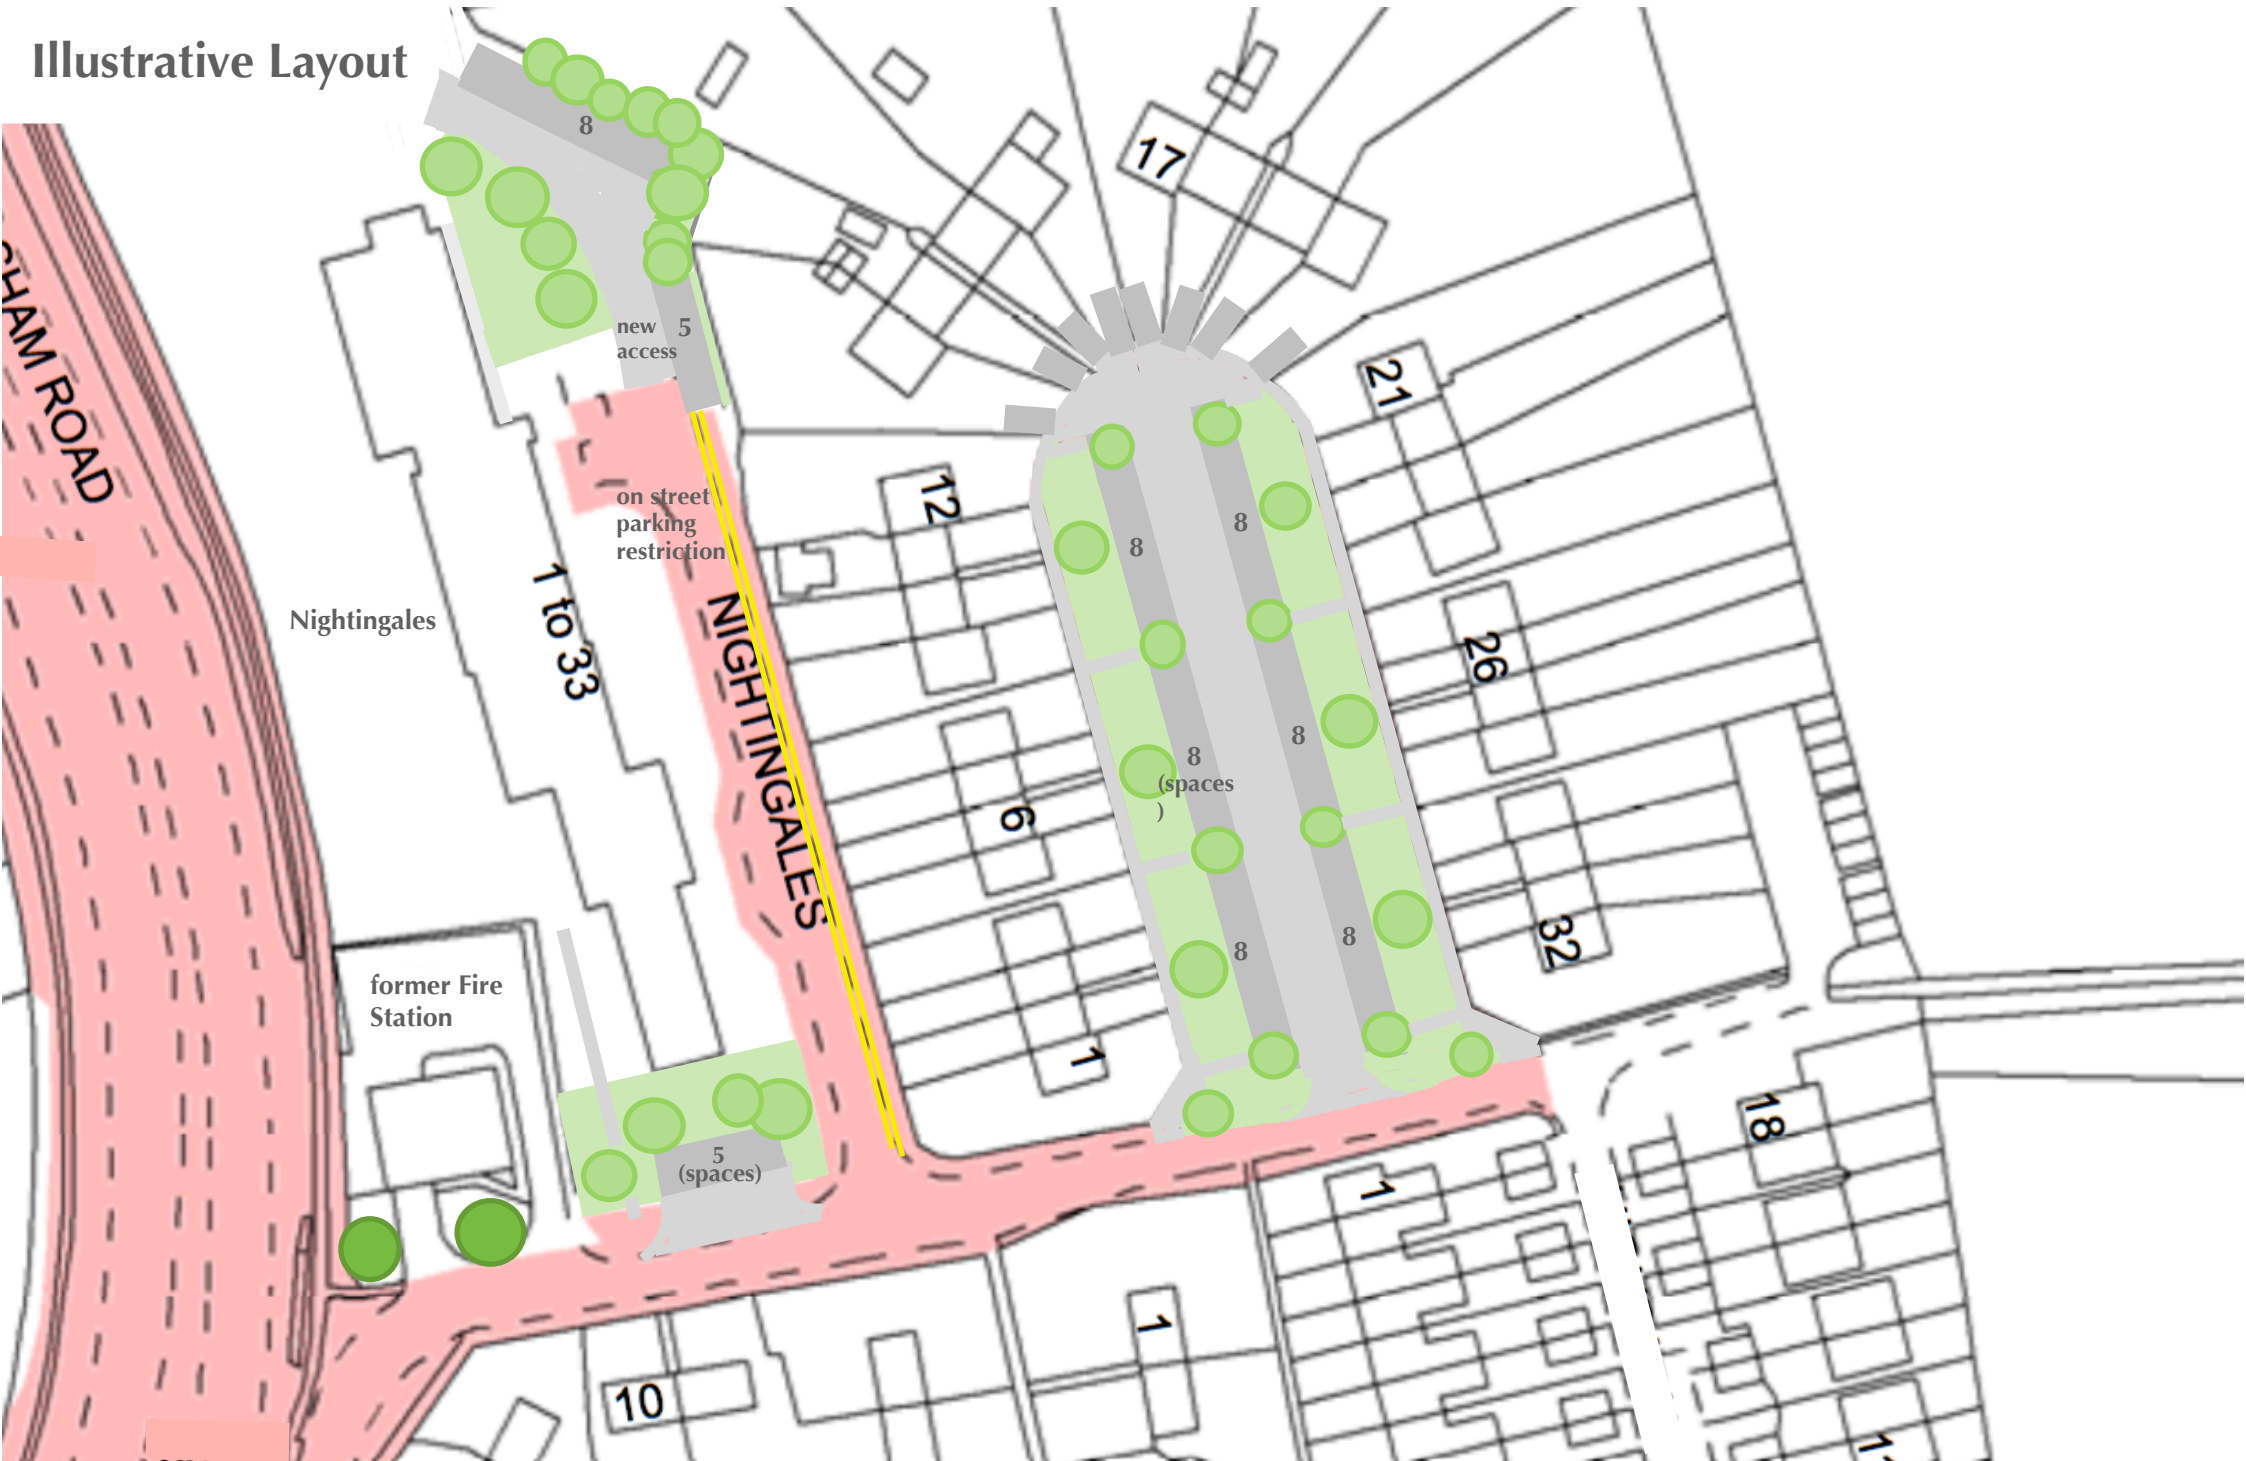 Illustrative Layout
8
17
HAM ROAD
new
access
5
21
on street
parking
restriction
12
8
8
1 to 33
Nightingales
NIGHTINGALES
26
8
8
(spaces
)
6
8
8
32
former Fire
Station
1
5
(spaces)
18
1
1
10